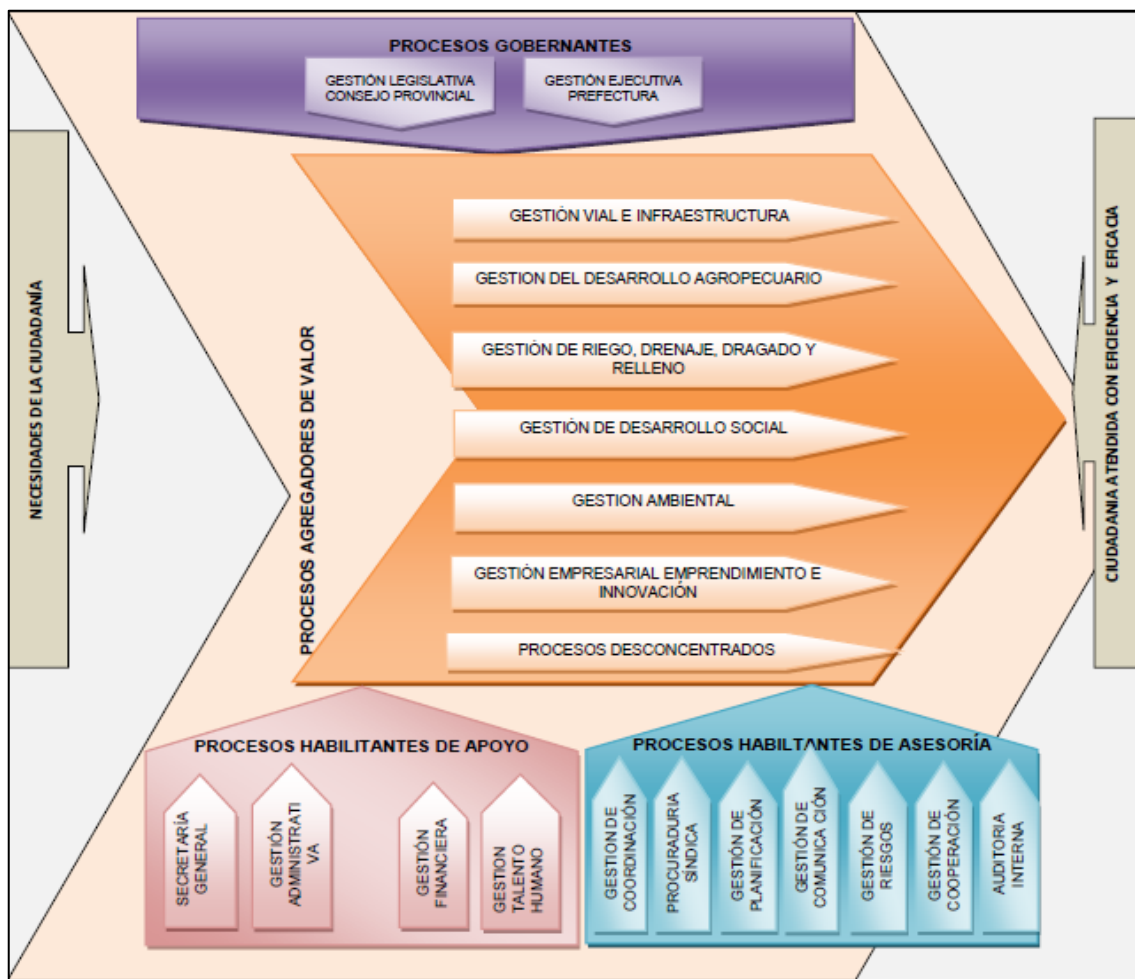 PROCESOS GOBERNANTES
GESTIÓN LEGISLATIVA
CONSEJO PROVINCIAL
GESTIÓN EJECUTIVA
PREFECTURA
NECESIDADES DE LA CIUDADANÍA
PROCESOS AGREGADORES DE VALOR
GESTIÓN VIAL E INFRAESTRUCTURA
GESTION DEL DESARROLLO AGROPECUARIO
GESTIÓN DE RIEGO, DRENAJE, DRAGADO Y
RELLENO
GESTIÓN DE DESARROLLO SOCIAL
GESTION AMBIENTAL
GESTIÓN EMPRESARIAL EMPRENDIMIENTO E
INNOVACIÓN
PROCESOS DESCONCENTRADOS
CIUDADANIA ATENDIDA CON ERCIENCIA Y ERCACIA
PROCESOS HABILITANTES DE APOYO
SECRETARÍA
GENERAL
GESTIÓN
ADMINISTRATI
VA
GESTIÓN
FINANCIERA
GESTION
TALENTO
HUMANO
PROCESOS HABILTANTES DE ASESORÍA
GESTION DE
COORDINACIÓN
PROCURADURIA
SÍNDICA
GESTIÓN DE
PLANIFICACIÓN
GESTIÓN DE
COMUNICA CIÓN
GESTIÓN DE
RIESGOS
GESTIÓN DE
COOPERACIÓN
AUDITORIA
INTERNA